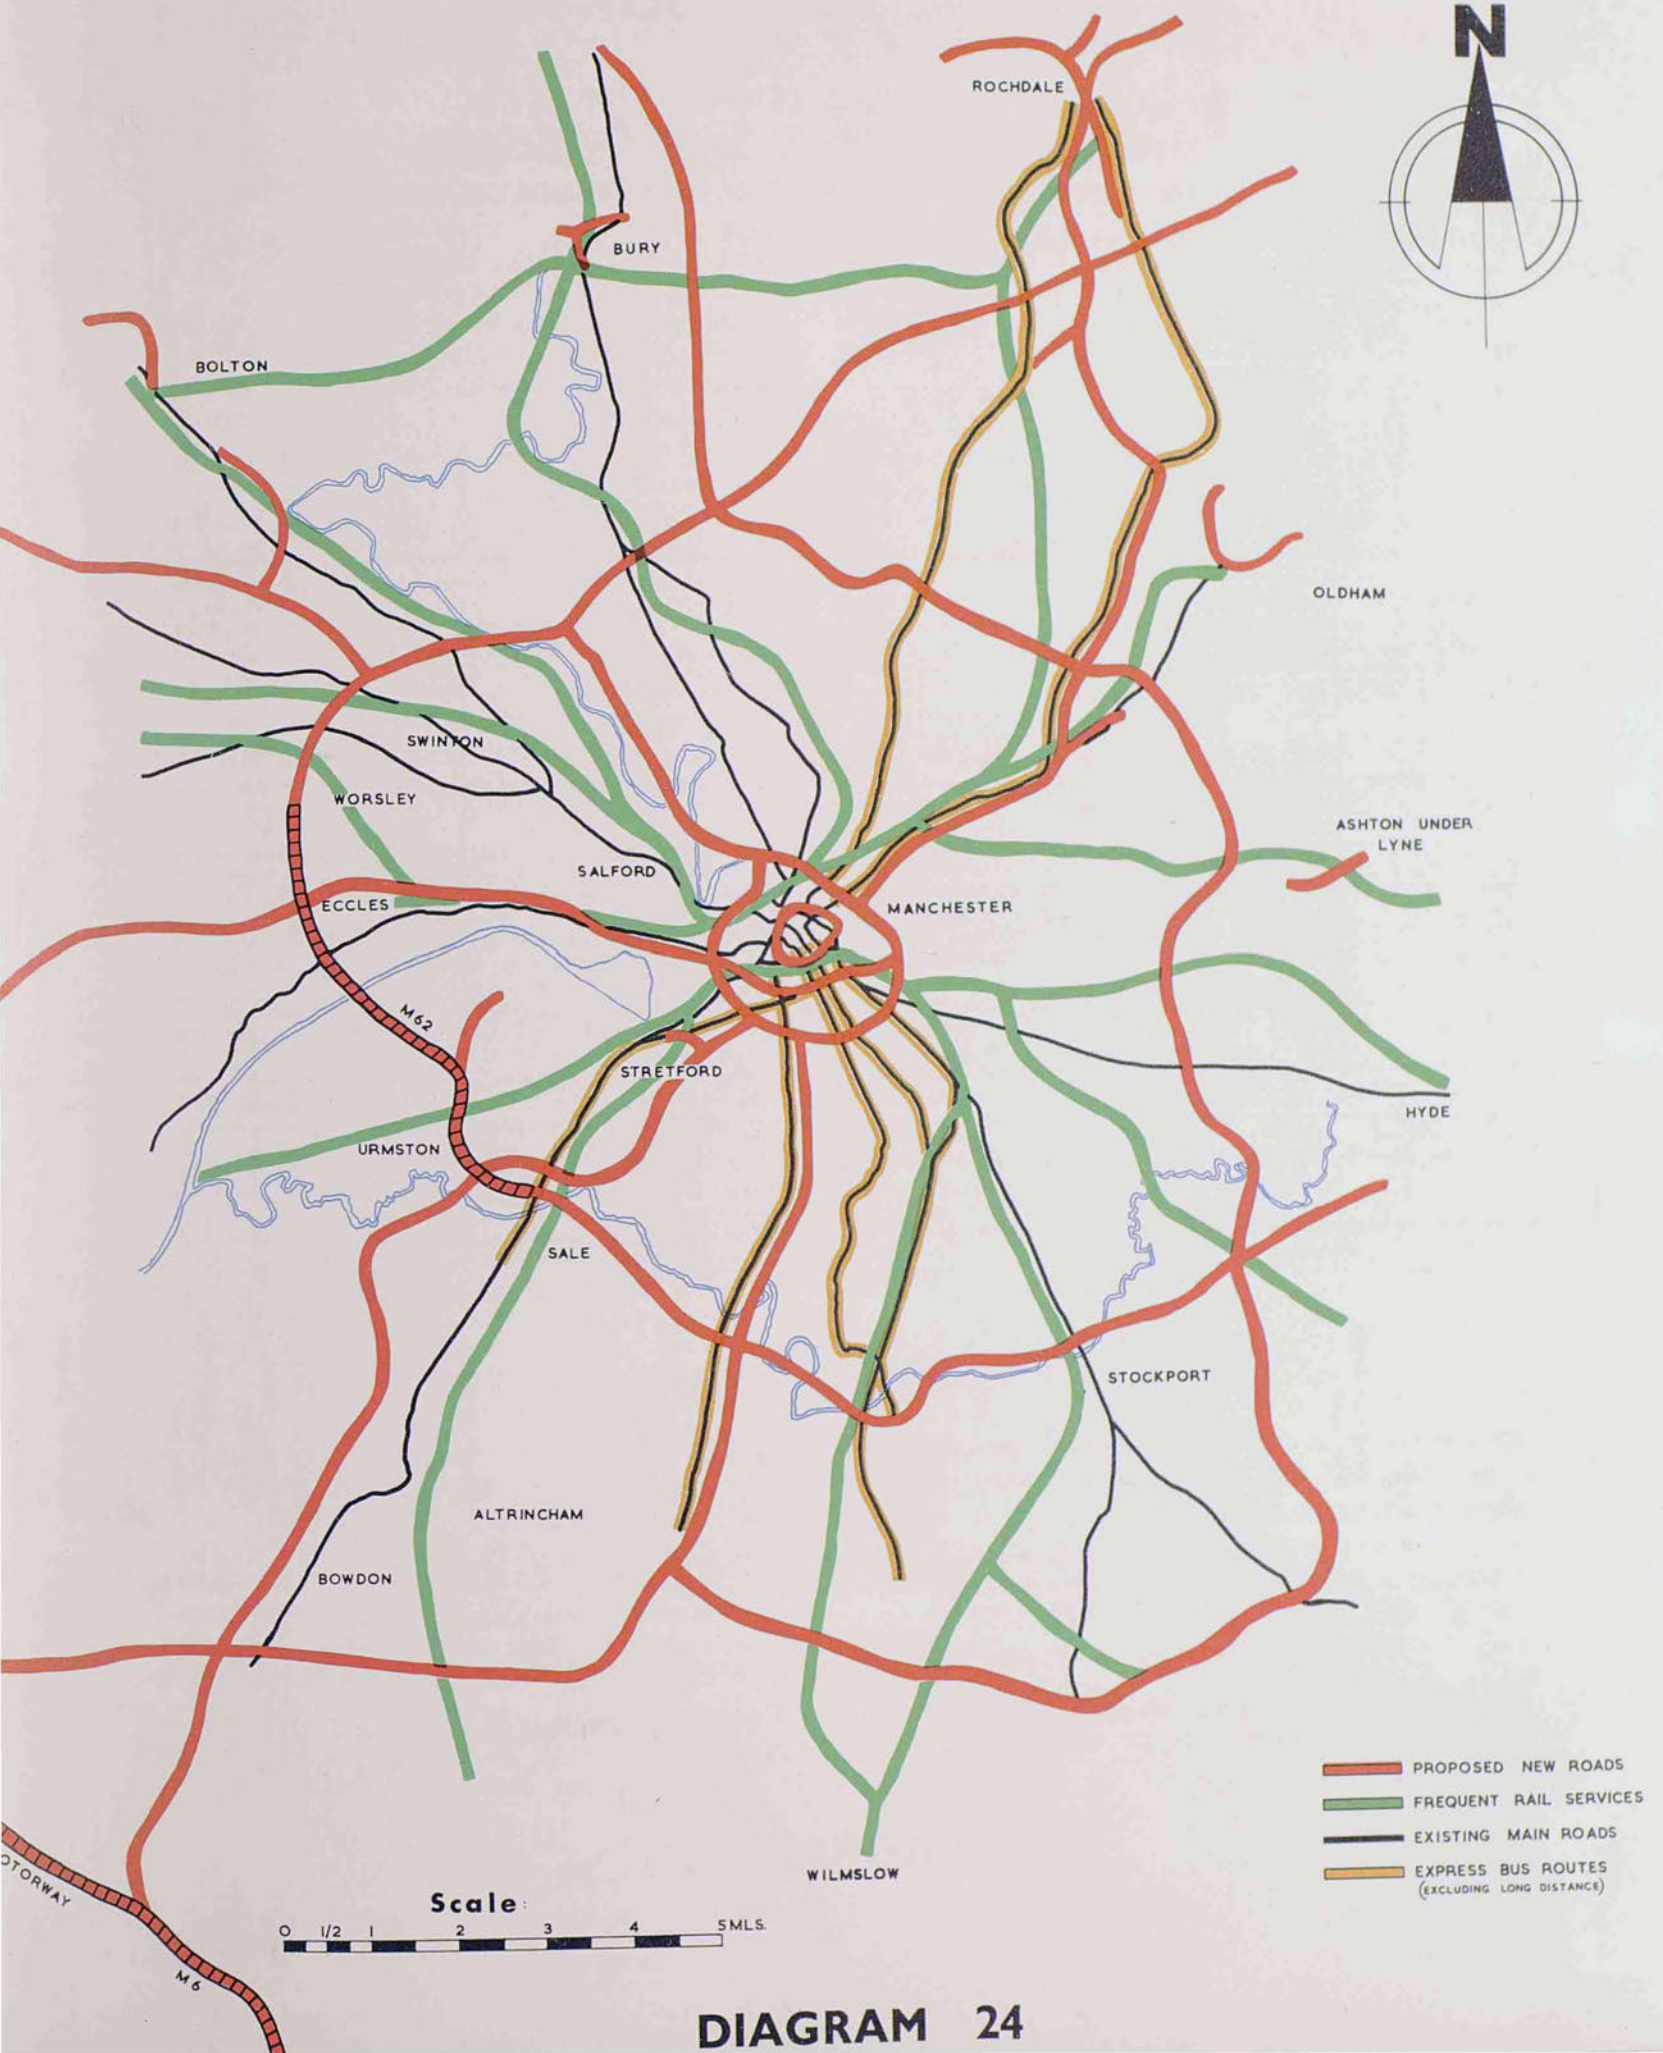 N
ROCHDALE
BURY
BOLTON
OLDHAM
SWINTON
WORSLEY
ASHTON UNDER
LYNE
SALFORD
ECCLES
MANCHESTER
M62
STRETFORD
HYDE
URMSTON
SALE
STOCKPORT
ALTRINCHAM
BOWDON
PROPOSED NEW ROADS
FREQUENT RAIL SERVICES
EXISTING MAIN ROADS
EXPRESS BUS ROUTES
(EXCLUDING LONG DISTANCE)
WILMSLOW
OTORWAY
M6
Scale:
0 1/2 1 2 3 4 5 MLS.
DIAGRAM 24